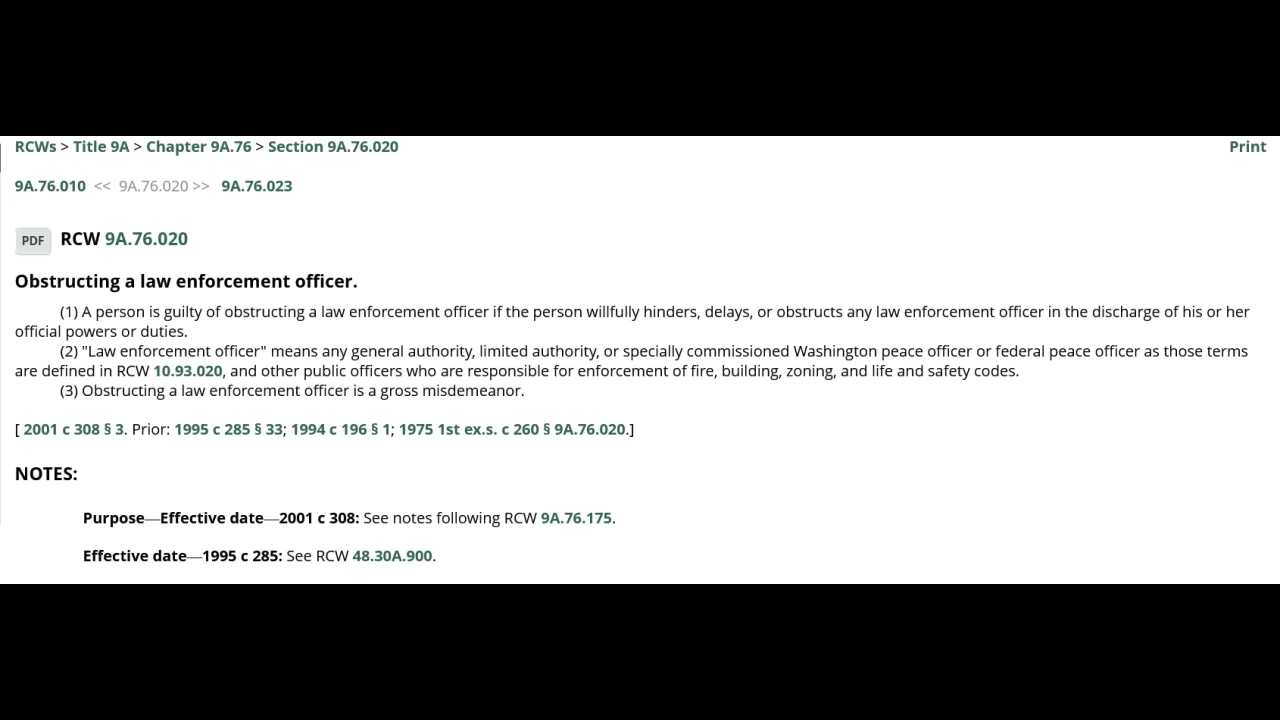 RCWs > Title 9A > Chapter 9A.76 > Section 9A.76.020 Print
9A.76.010 << 9A.76.020 >> 9A.76.023
PDF RCW 9A.76.020
Obstructing a law enforcement officer.
(1) A person is guilty of obstructing a law enforcement officer if the person willfully hinders, delays, or obstructs any law enforcement officer in the discharge of his or her
official powers or duties.
(2) "Law enforcement officer" means any general authority, limited authority, or specially commissioned Washington peace officer or federal peace officer as those terms
are defined in RCW 10.93.020, and other public officers who are responsible for enforcement of fire, building, zoning, and life and safety codes.
(3) Obstructing a law enforcement officer is a gross misdemeanor.
[ 2001 c 308 § 3. Prior: 1995 c 285 § 33; 1994 c 196 § 1; 1975 1st ex.s. c 260 § 9A.76.020.]
NOTES:
Purpose—Effective date—2001 c 308: See notes following RCW 9A.76.175.
Effective date—1995 c 285: See RCW 48.30A.900.